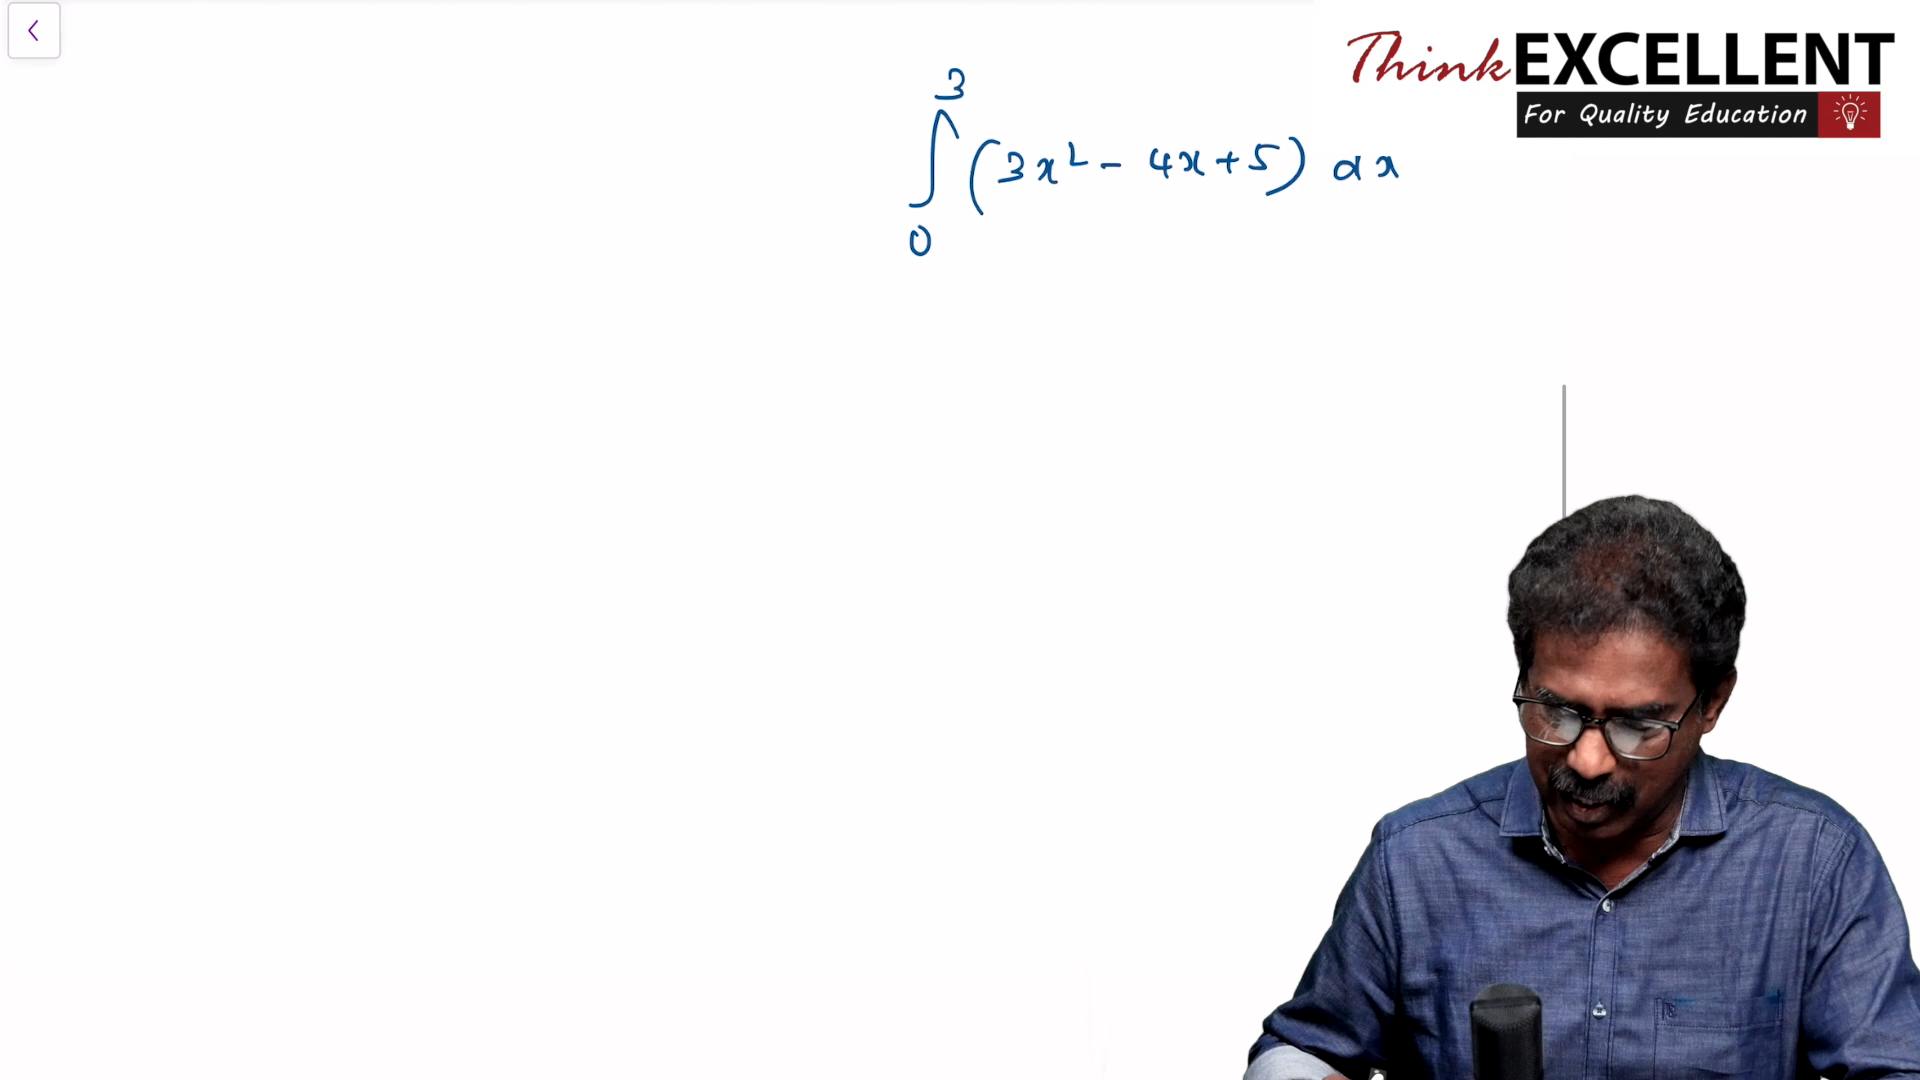 Think EXCELLENT
For Quality Education
3
∫ (3x² - 4x + 5) dx
0